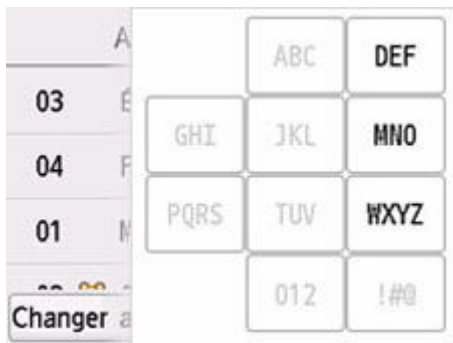 A
ABC DEF
03 É
GHI JKL MNO
04 F
PQRS TUV WXYZ
01 M
012 !#@
Changer a